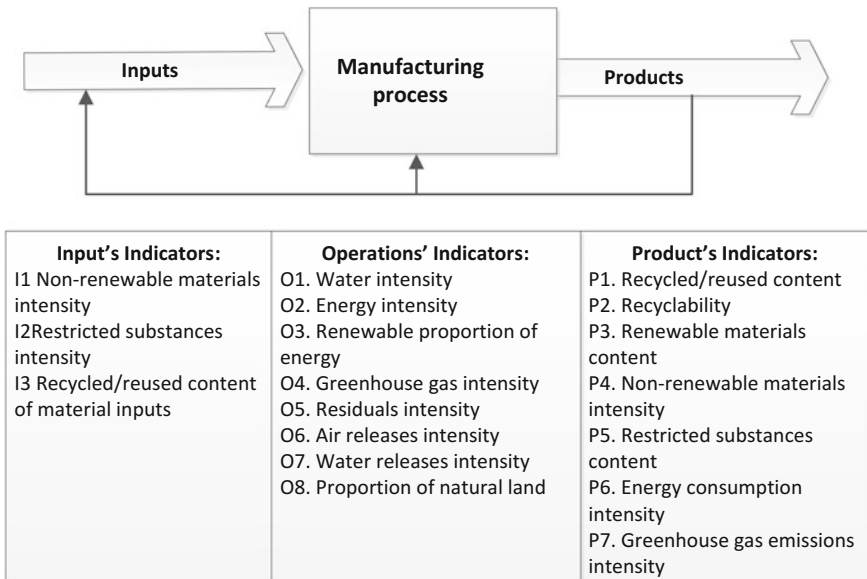 Inputs
Manufacturing
process
Products
Input's Indicators:
I1 Non-renewable materials
intensity
I2Restricted substances
intensity
I3 Recycled/reused content
of material inputs
Operations' Indicators:
O1. Water intensity
O2. Energy intensity
O3. Renewable proportion of
energy
O4. Greenhouse gas intensity
O5. Residuals intensity
O6. Air releases intensity
O7. Water releases intensity
O8. Proportion of natural land
Product's Indicators:
P1. Recycled/reused content
P2. Recyclability
P3. Renewable materials
content
P4. Non-renewable materials
intensity
P5. Restricted substances
content
P6. Energy consumption
intensity
P7. Greenhouse gas emissions
intensity